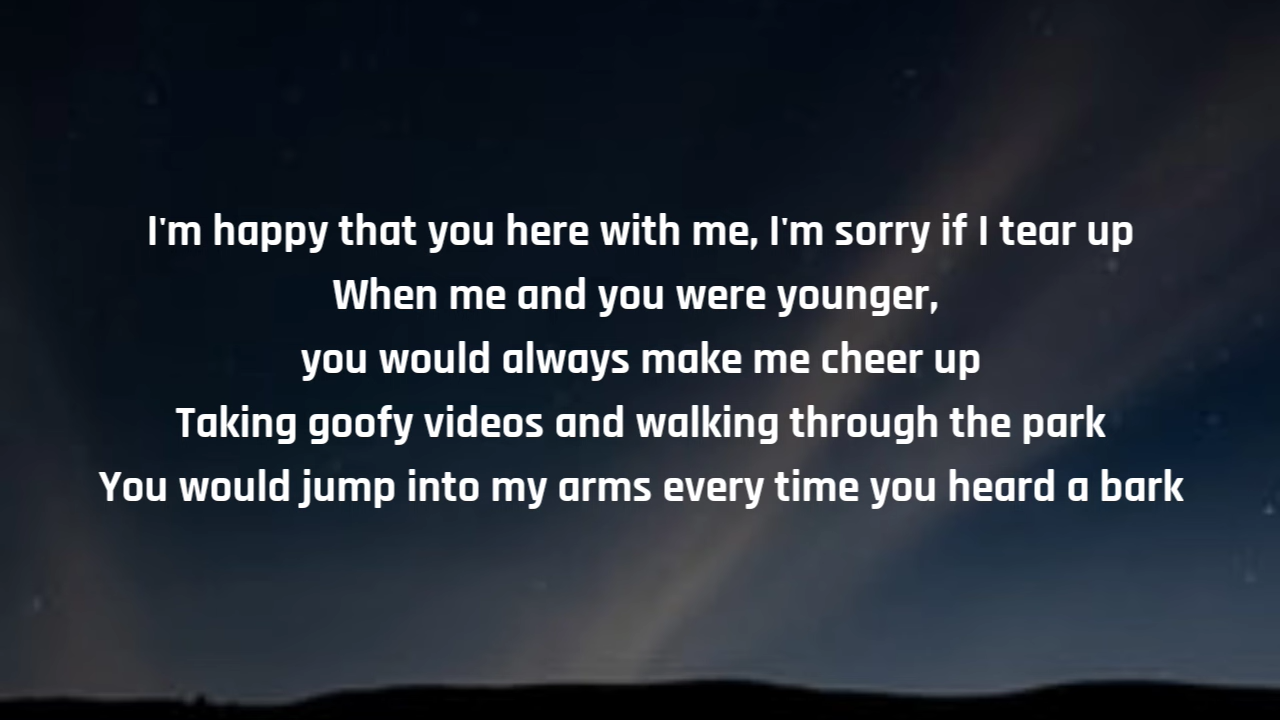 I'm happy that you here with me, I'm sorry if I tear up
When me and you were younger,
you would always make me cheer up
Taking goofy videos and walking through the park
You would jump into my arms every time you heard a bark